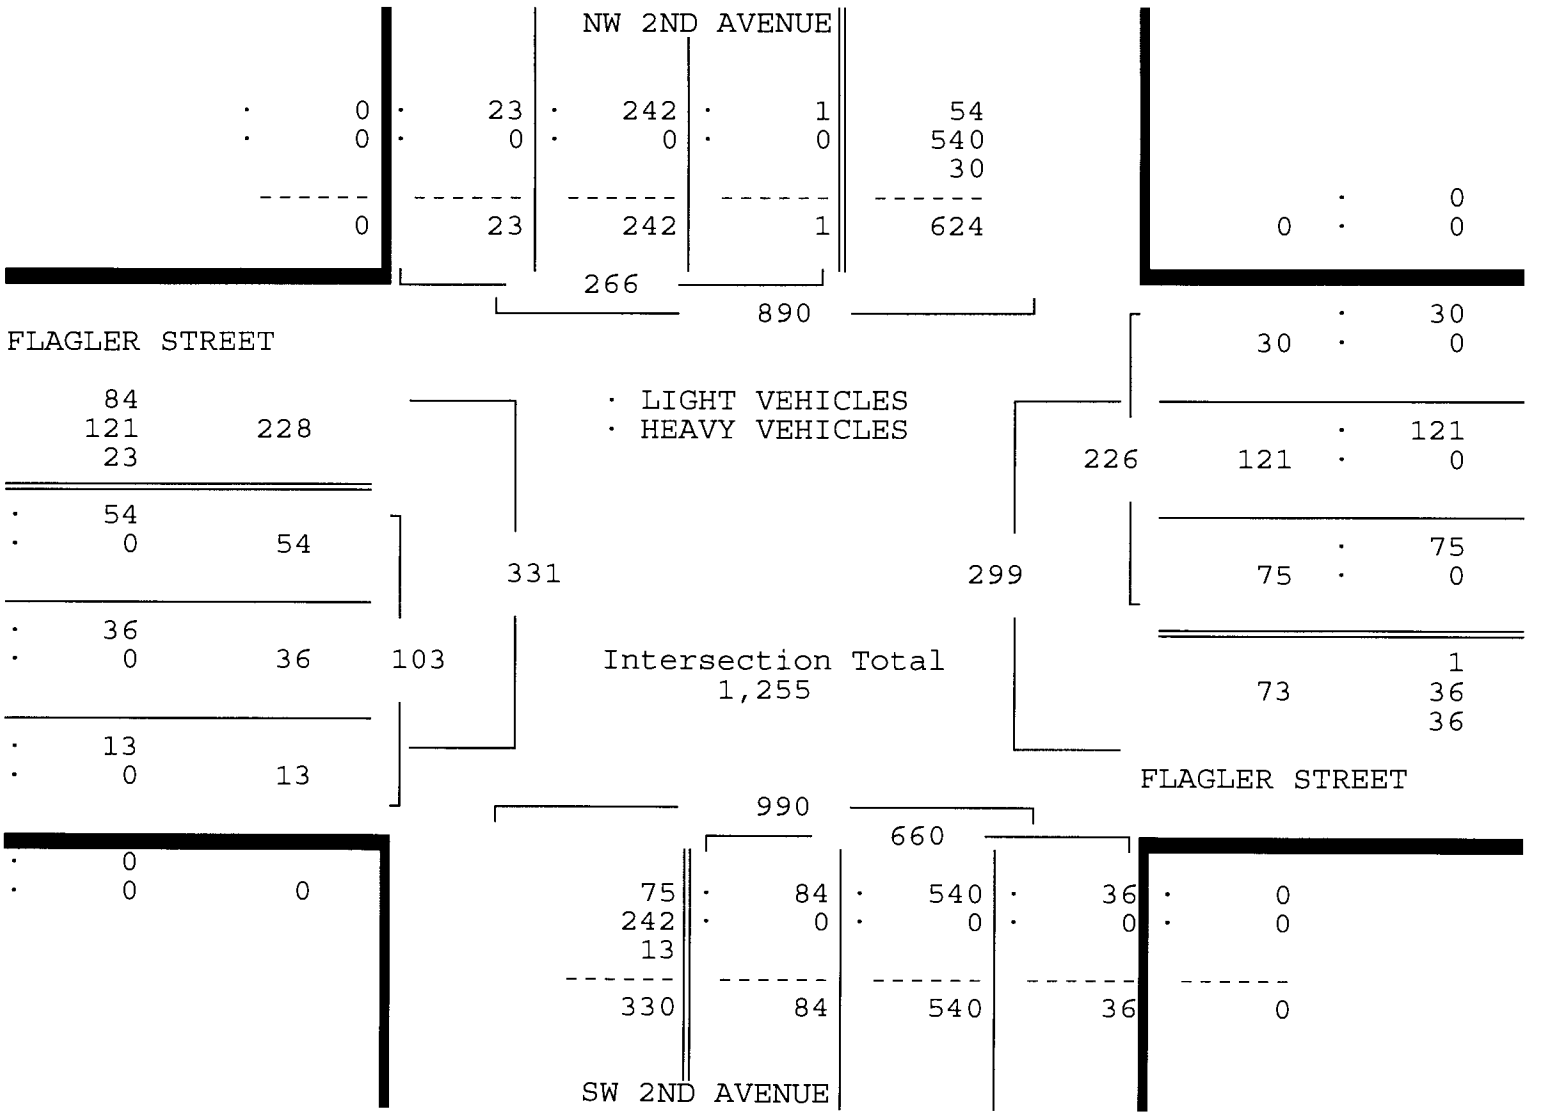 NW 2ND AVENUE
· 0 · 23 · 242 · 1 54
· 0 · 0 · 0 · 0 540
30
------ ------ ------ ------ ------
· 0
0 23 242 1 624
0 · 0
266
890
· 30
30 · 0
FLAGLER STREET
84
121 228
23
· LIGHT VEHICLES
· HEAVY VEHICLES
· 121
226 121 · 0
· 54
· 0 54
· 75
75 · 0
331
299
· 36
· 0 36 103
Intersection Total
1,255
1
73 36
36
· 13
· 0 13
FLAGLER STREET
990
660
· 0
· 0 0
75 · 84 · 540 · 36 · 0
242 · 0 · 0 · 0 · 0
13
------ ------ ------ ------ ------
330 84 540 36 0
SW 2ND AVENUE